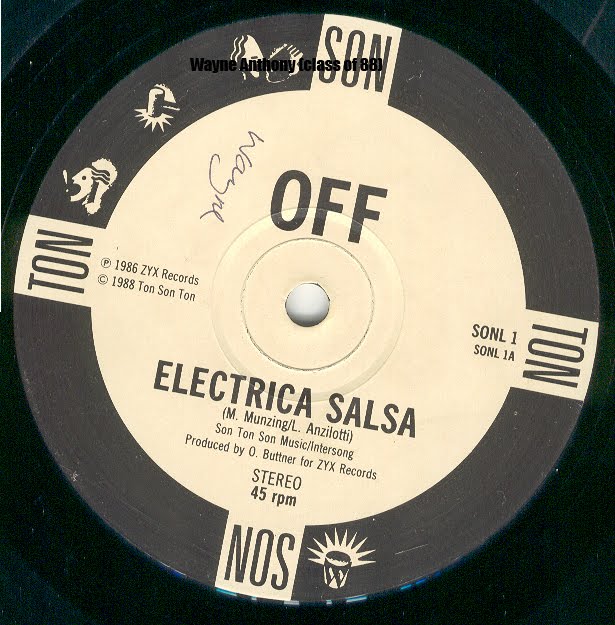 Wayne Anthony (class of 88)
SON
Wayne
OFF
TON
℗ 1986 ZYX Records
© 1988 Ton Son Ton
SONL 1
SONL 1A
TON
ELECTRICA SALSA
(M. Munzing/L. Anzilotti)
Son Ton Son Music/Intersong
Produced by O. Buttner for ZYX Records
STEREO
45 rpm
SON